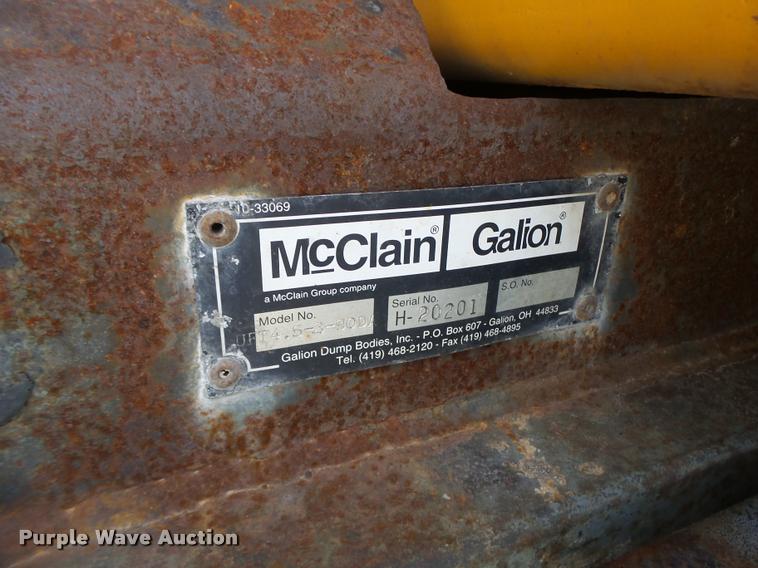 10-33069
McClain® Galion®
a McClain Group company
Model No. Serial No. S.O. No.
H-20201
Galion Dump Bodies, Inc. - P.O. Box 607 - Galion, OH 44833
Tel. (419) 468-2120 - Fax (419) 468-4895
Purple Wave Auction